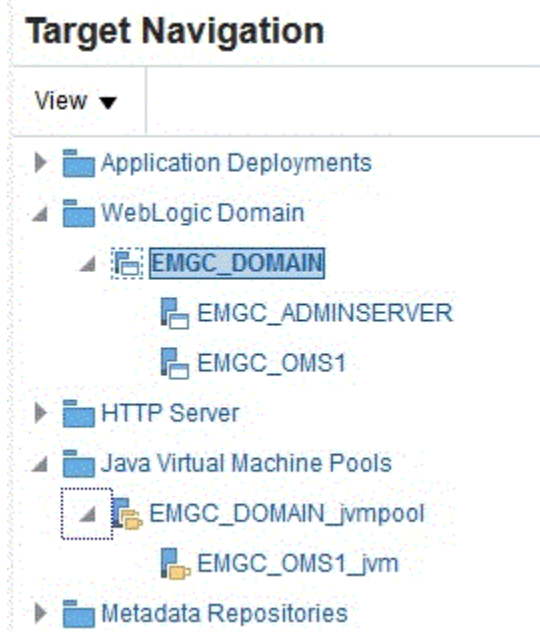 Target Navigation
View
Application Deployments
WebLogic Domain
EMGC_DOMAIN
EMGC_ADMINSERVER
EMGC_OMS1
HTTP Server
Java Virtual Machine Pools
EMGC_DOMAIN_jvmpool
EMGC_OMS1_jvm
Metadata Repositories